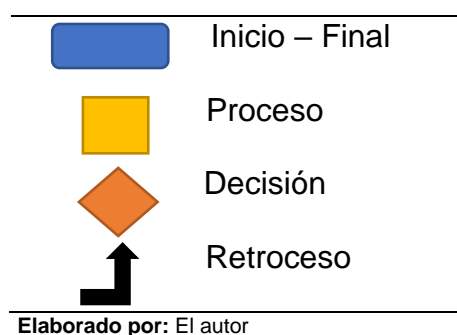 Inicio – Final
Proceso
Decisión
Retroceso
Elaborado por: El autor